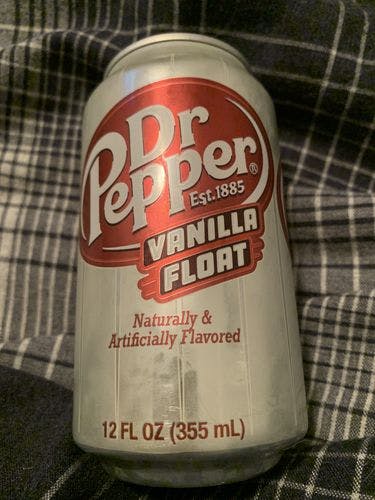 Dr
Pepper®
Est.1885
VANILLA
FLOAT
Naturally &
Artificially Flavored
12 FL OZ (355 mL)